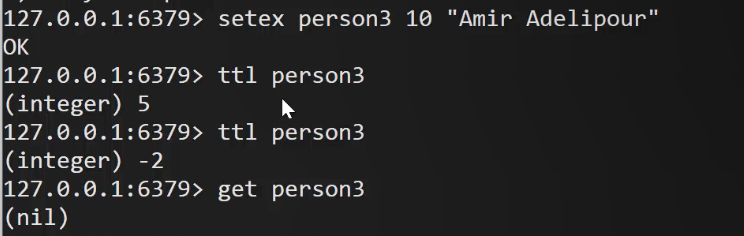 127.0.0.1:6379> setex person3 10 "Amir Adelipour"
OK
127.0.0.1:6379> ttl person3
(integer) 5
127.0.0.1:6379> ttl person3
(integer) -2
127.0.0.1:6379> get person3
(nil)